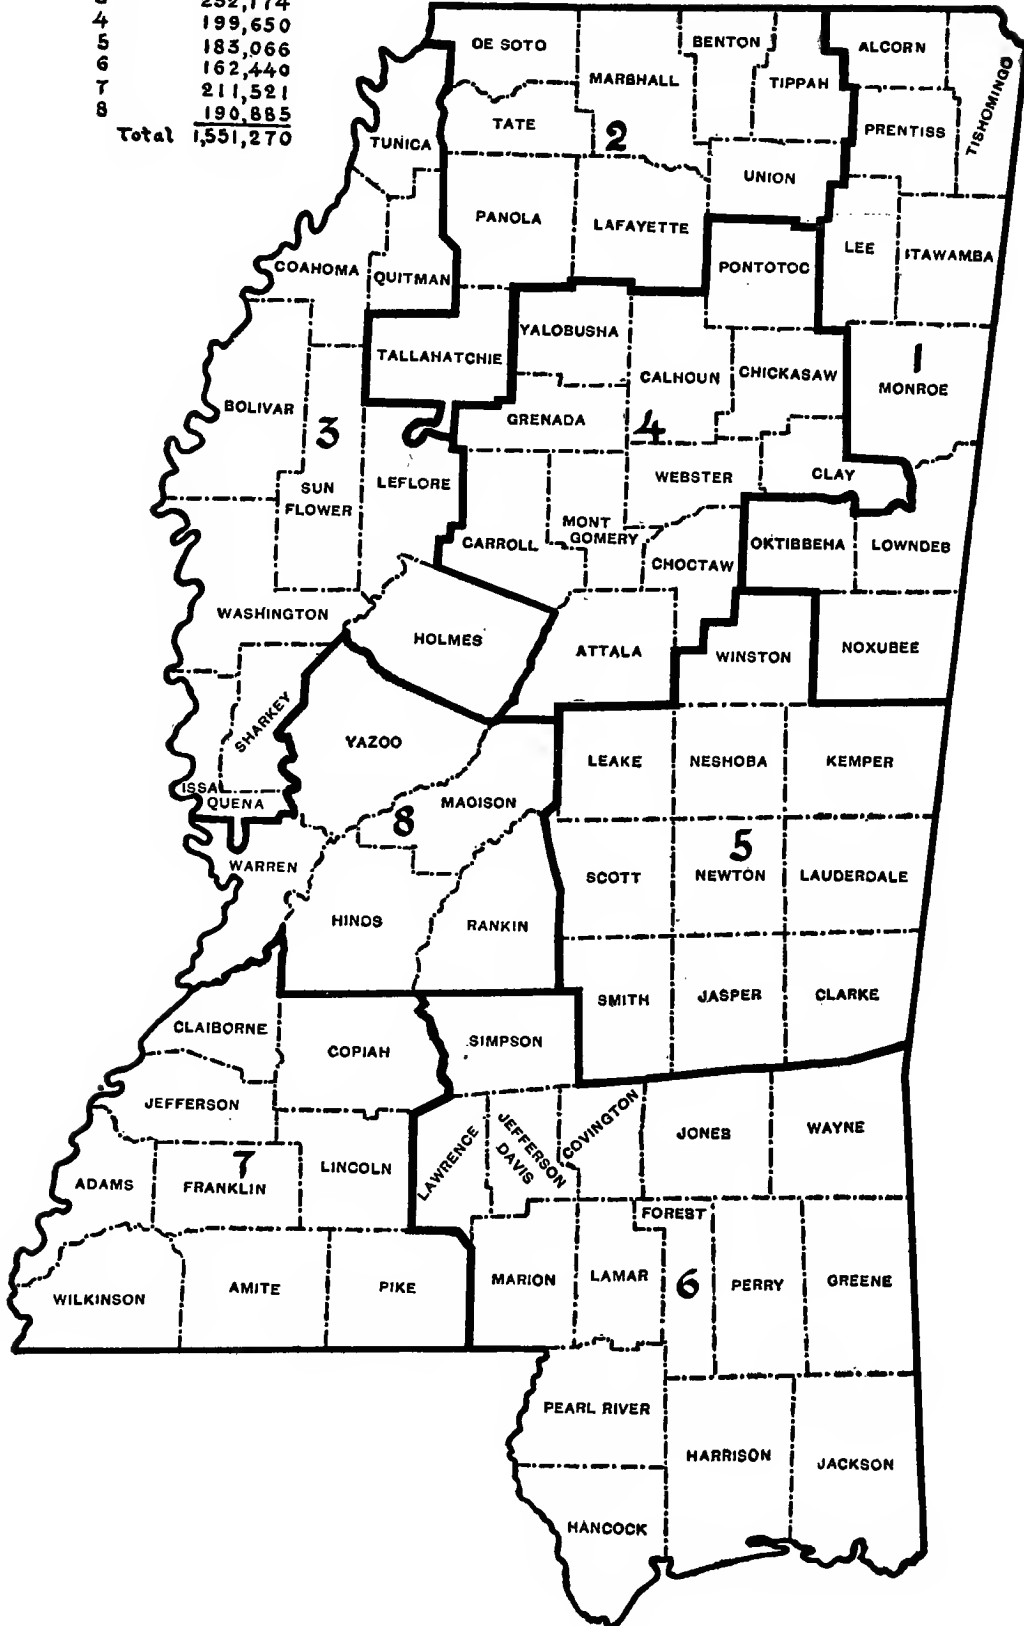 4 199,650
5 183,066
6 162,440
7 211,521
8 190,885
Total 1,551,270
DE SOTO
BENTON
ALCORN
MARSHALL
TIPPAH
TISHOMINGO
TATE
2
PRENTISS
TUNICA
UNION
PANOLA
LAFAYETTE
LEE
ITAWAMBA
COAHOMA
QUITMAN
PONTOTOC
YALOBUSHA
TALLAHATCHIE
CALHOUN
CHICKASAW
1
MONROE
BOLIVAR
3
GRENADA
4
SUN
FLOWER
LEFLORE
WEBSTER
CLAY
CARROLL
MONT
GOMERY
CHOCTAW
OKTIBBEHA
LOWNDES
WASHINGTON
HOLMES
ATTALA
WINSTON
NOXUBEE
SHARKEY
YAZOO
LEAKE
NESHOBA
KEMPER
ISSA
QUENA
MADISON
8
WARREN
SCOTT
5
NEWTON
LAUDERDALE
HINDS
RANKIN
SMITH
JASPER
CLARKE
CLAIBORNE
COPIAH
SIMPSON
JEFFERSON
LAWRENCE
JEFFERSON
DAVIS
COVINGTON
JONES
WAYNE
7
ADAMS
FRANKLIN
LINCOLN
FOREST
WILKINSON
AMITE
PIKE
MARION
LAMAR
6
PERRY
GREENE
PEARL RIVER
HARRISON
JACKSON
HANCOCK